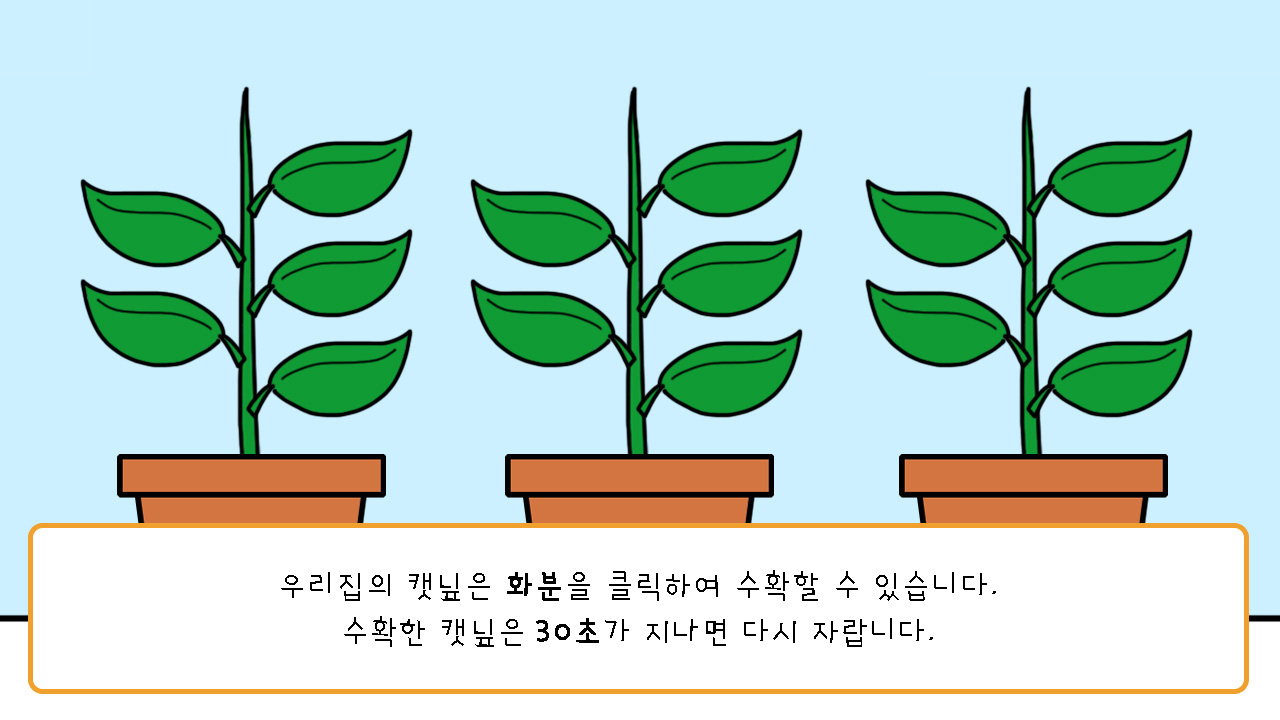 우리집의 캣닢은 화분을 클릭하여 수확할 수 있습니다.
수확한 캣닢은 30초가 지나면 다시 자랍니다.